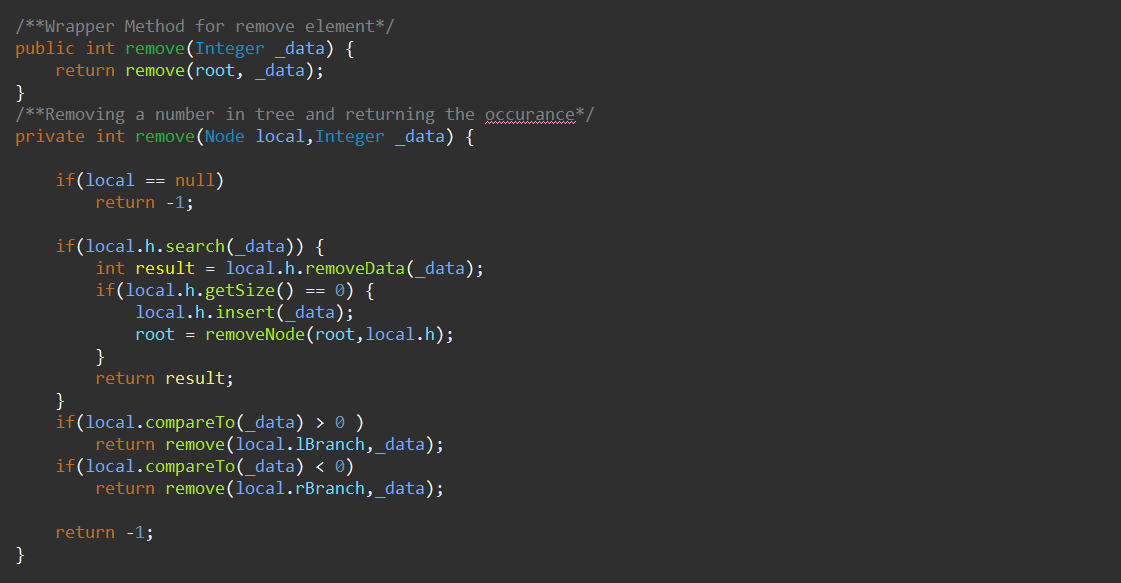 /**Wrapper Method for remove element*/
public int remove(Integer _data) {
    return remove(root, _data);
}
/**Removing a number in tree and returning the occurance*/
private int remove(Node local,Integer _data) {

    if(local == null)
        return -1;

    if(local.h.search(_data)) {
        int result = local.h.removeData(_data);
        if(local.h.getSize() == 0) {
            local.h.insert(_data);
            root = removeNode(root,local.h);
        }
        return result;
    }
    if(local.compareTo(_data) > 0 )
        return remove(local.lBranch,_data);
    if(local.compareTo(_data) < 0)
        return remove(local.rBranch,_data);

    return -1;
}